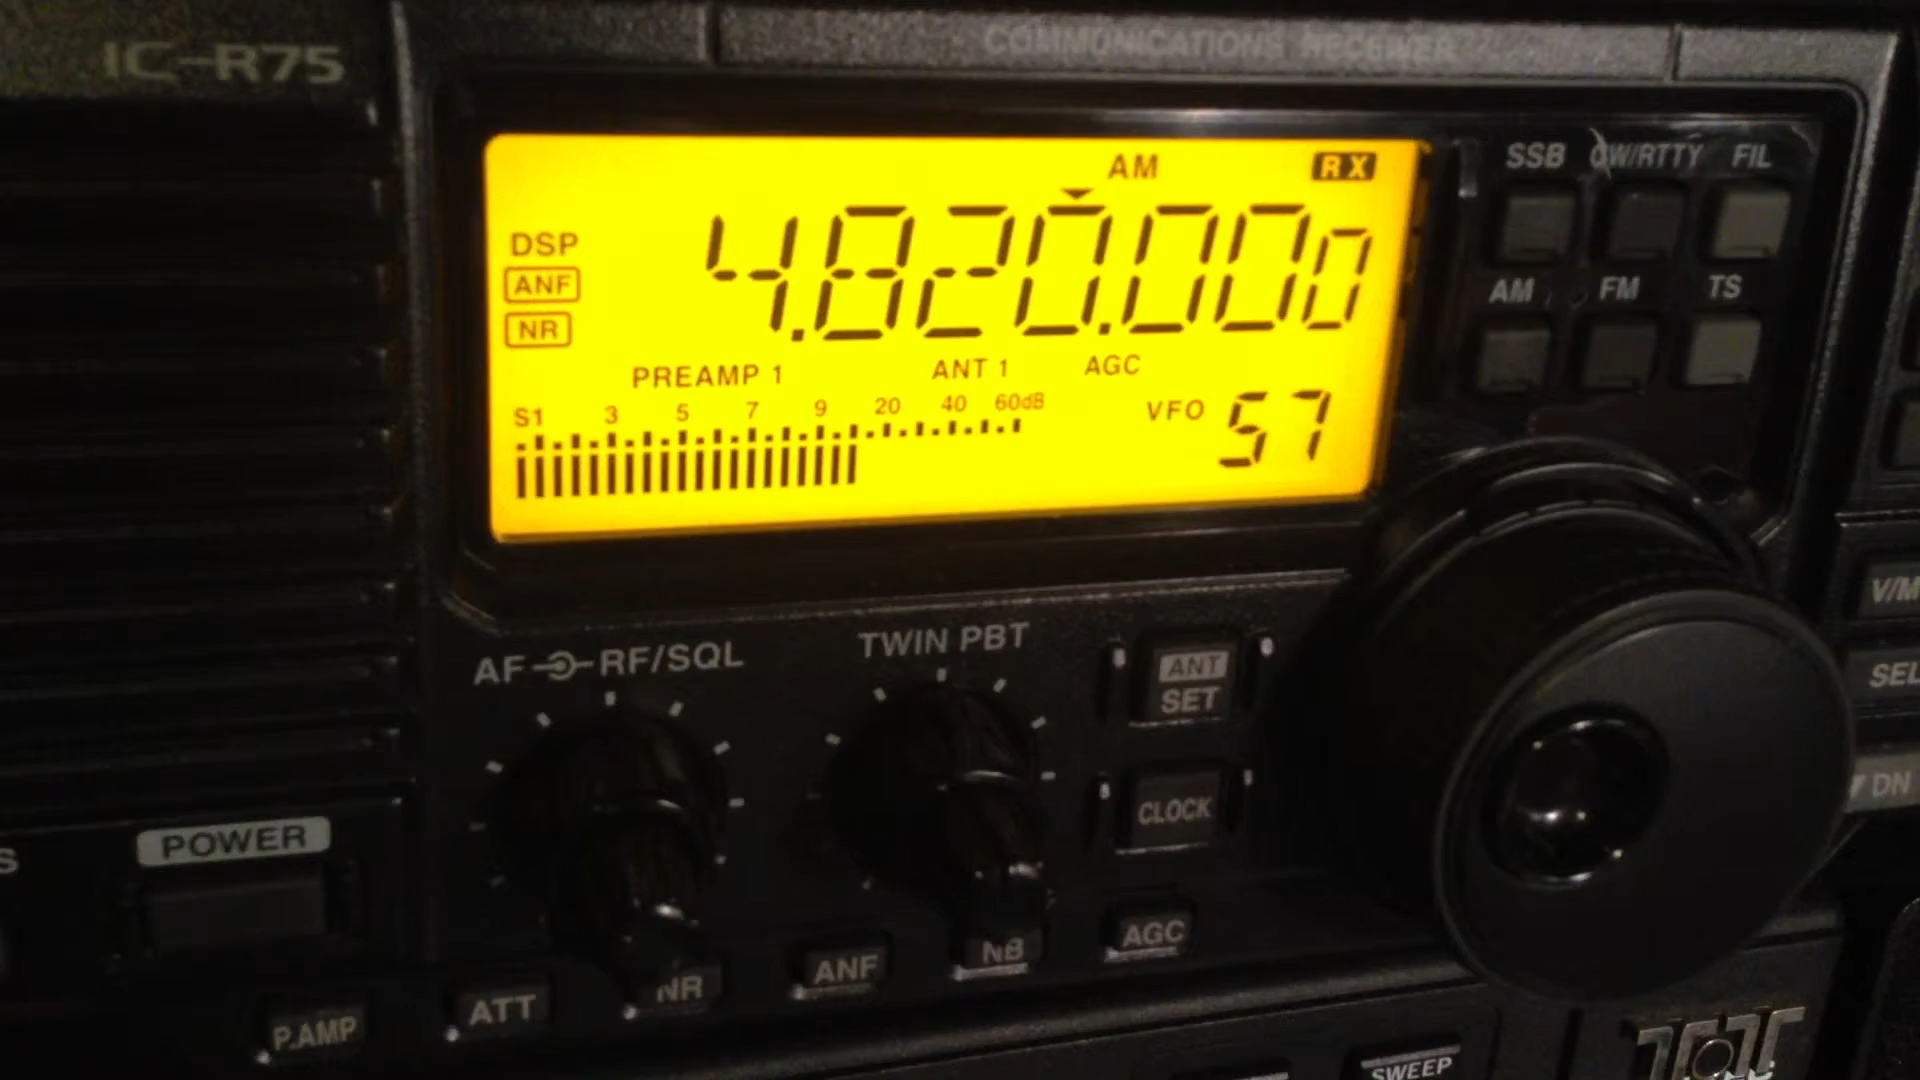 IC-R75
COMMUNICATIONS RECEIVER
AM RX
DSP
ANF
NR
4.820.000
PREAMP 1 ANT 1 AGC
S1 3 5 7 9 20 40 60dB
VFO 57
SSB CW/RTTY FIL
AM FM TS
AF RF/SQL
TWIN PBT
ANT
SET
CLOCK
POWER
S
P.AMP
ATT
NR
ANF
NB
AGC
V/M
SEL
DN
SWEEP